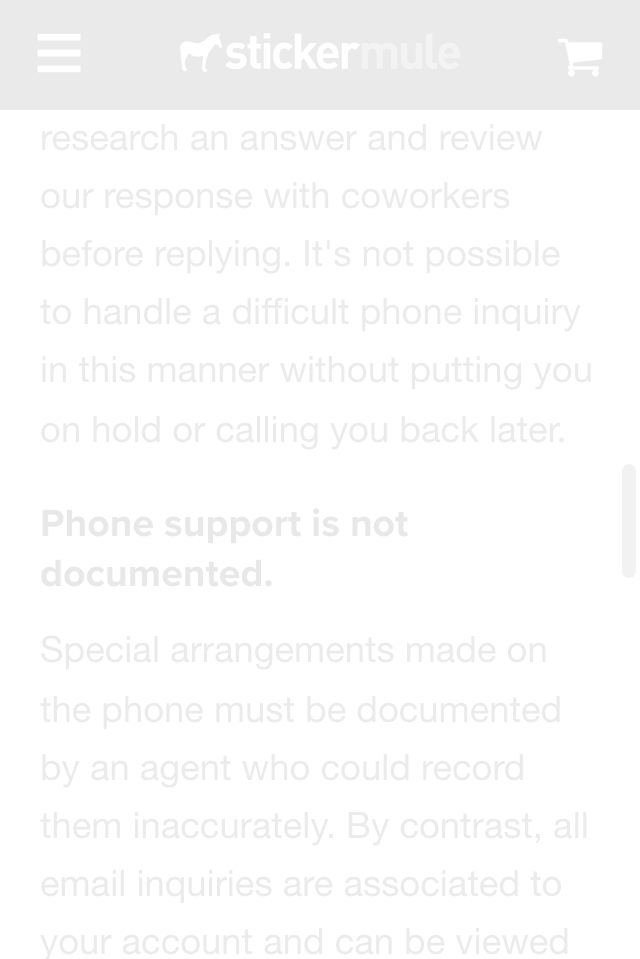 stickermule
research an answer and review
our response with coworkers
before replying. It's not possible
to handle a difficult phone inquiry
in this manner without putting you
on hold or calling you back later.
Phone support is not
documented.
Special arrangements made on
the phone must be documented
by an agent who could record
them inaccurately. By contrast, all
email inquiries are associated to
your account and can be viewed